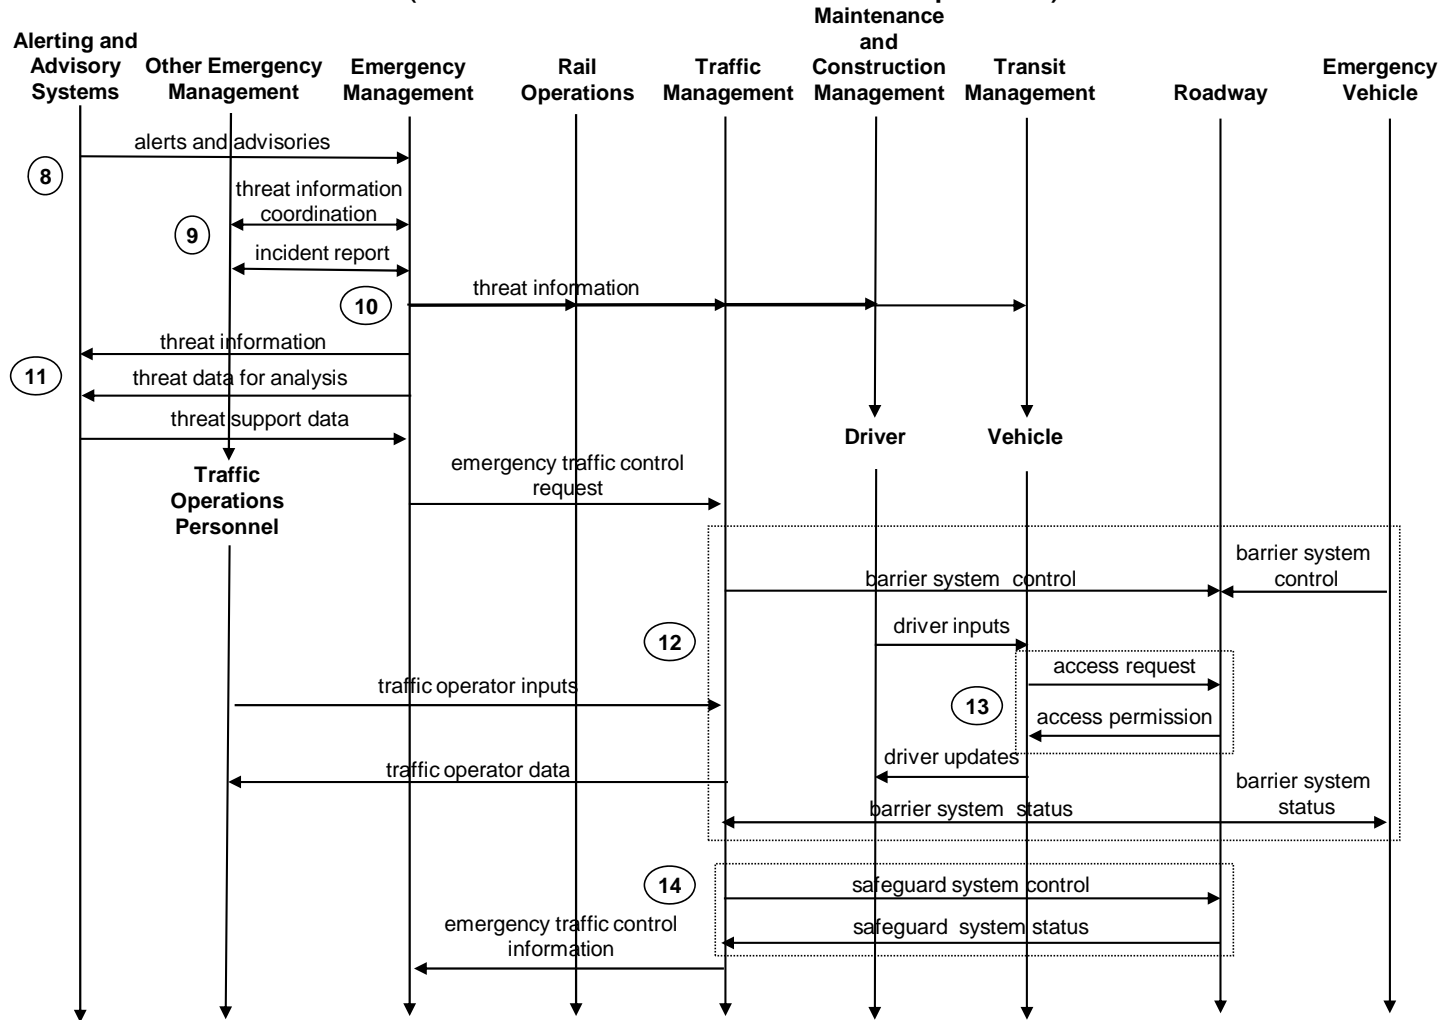 Alerting and
Advisory
Systems
Other Emergency
Management
Emergency
Management
Rail
Operations
Traffic
Management
Maintenance
and
Construction
Management
Transit
Management
Roadway
Emergency
Vehicle
alerts and advisories
8
threat information
coordination
9
incident report
10
threat information
threat information
11
threat data for analysis
threat support data
Driver
Vehicle
Traffic
Operations
Personnel
emergency traffic control
request
barrier system control
barrier system
control
12
driver inputs
access request
traffic operator inputs
13
access permission
driver updates
traffic operator data
barrier system
status
barrier system status
14
safeguard system control
emergency traffic control
information
safeguard system status